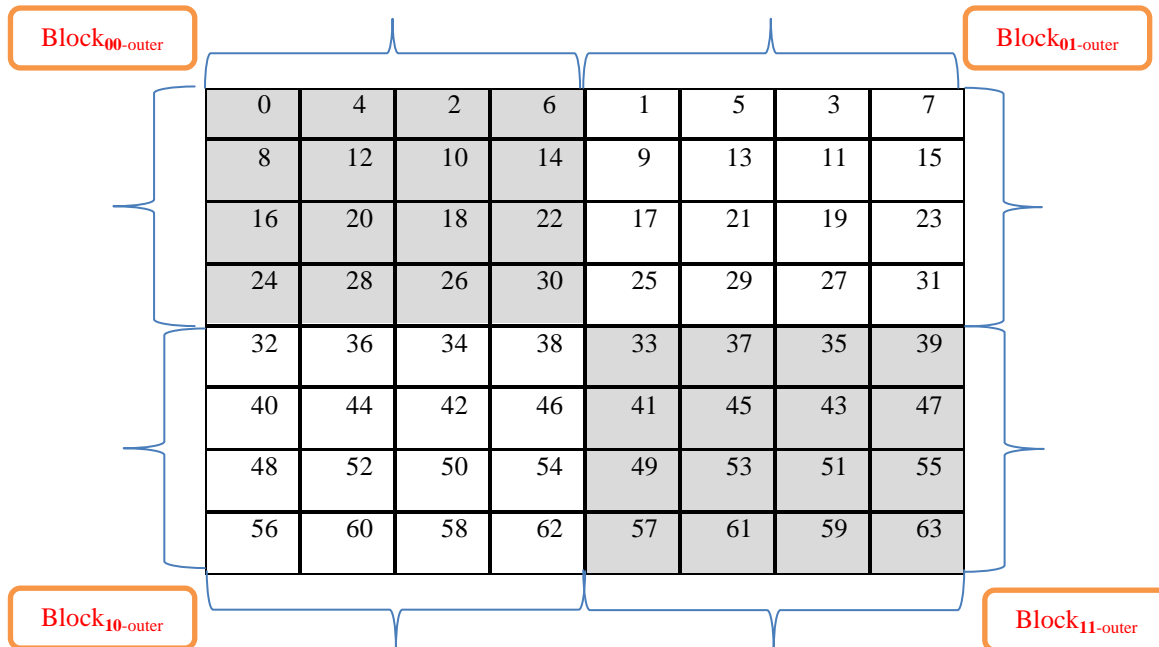 Block00-outer Block01-outer
0 4 2 6 1 5 3 7
8 12 10 14 9 13 11 15
16 20 18 22 17 21 19 23
24 28 26 30 25 29 27 31
32 36 34 38 33 37 35 39
40 44 42 46 41 45 43 47
48 52 50 54 49 53 51 55
56 60 58 62 57 61 59 63
Block10-outer Block11-outer